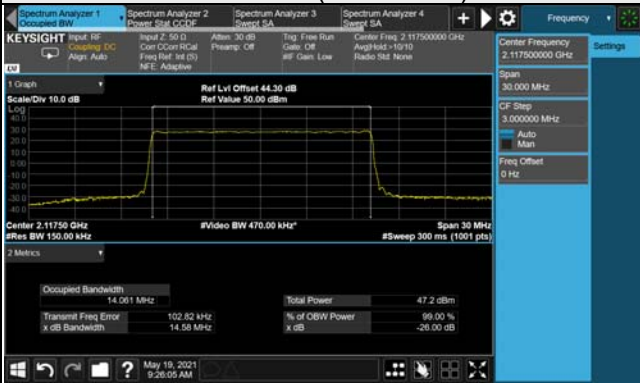 Spectrum Analyzer 1
Occupied BW
Spectrum Analyzer 2
Power Stat CCDF
Spectrum Analyzer 3
Swept SA
Spectrum Analyzer 4
Swept SA
Frequency
KEYSIGHT
Input: RF
Coupling: DC
Align: Auto
Input Z: 50 Ω
Corr CCorr RCal
Freq Ref: Int (S)
NFE: Adaptive
Atten: 30 dB
Preamp: Off
Trig: Free Run
Gate: Off
#IF Gain: Low
Center Freq: 2.117500000 GHz
Avg|Hold:>10/10
Radio Std: None
Center Frequency
2.117500000 GHz
Settings
Span
30.000 MHz
CF Step
3.000000 MHz
Auto
Man
Freq Offset
0 Hz
1 Graph
Scale/Div 10.0 dB
Ref Lvl Offset 44.30 dB
Ref Value 50.00 dBm
Log
40.0
30.0
20.0
10.0
0.00
-10.0
-20.0
-30.0
-40.0
Center 2.11750 GHz
#Res BW 150.00 kHz
#Video BW 470.00 kHz*
Span 30 MHz
#Sweep 300 ms (1001 pts)
2 Metrics
Occupied Bandwidth
14.061 MHz
Total Power
47.2 dBm
Transmit Freq Error
102.82 kHz
% of OBW Power
99.00 %
x dB Bandwidth
14.58 MHz
x dB
-26.00 dB
May 19, 2021
9:26:05 AM